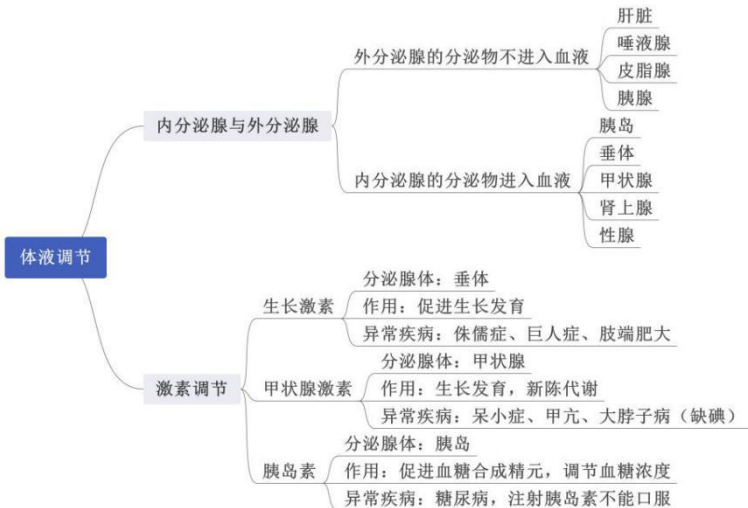 体液调节
内分泌腺与外分泌腺
外分泌腺的分泌物不进入血液
肝脏
唾液腺
皮脂腺
胰腺
内分泌腺的分泌物进入血液
胰岛
垂体
甲状腺
肾上腺
性腺
激素调节
生长激素
分泌腺体：垂体
作用：促进生长发育
异常疾病：侏儒症、巨人症、肢端肥大
甲状腺激素
分泌腺体：甲状腺
作用：生长发育，新陈代谢
异常疾病：呆小症、甲亢、大脖子病（缺碘）
胰岛素
分泌腺体：胰岛
作用：促进血糖合成精元，调节血糖浓度
异常疾病：糖尿病，注射胰岛素不能口服